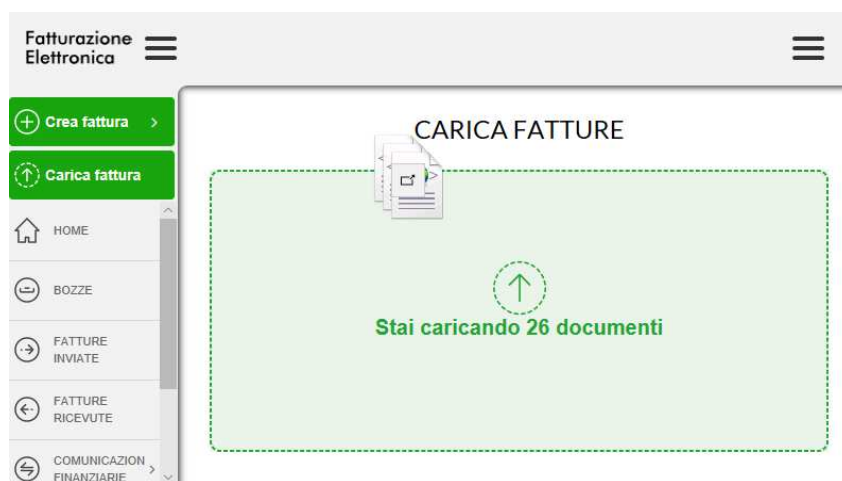 Fatturazione
Elettronica
Crea fattura
Carica fattura
HOME
BOZZE
FATTURE
INVIATE
FATTURE
RICEVUTE
COMUNICAZION
FINANZIARIE
CARICA FATTURE
Stai caricando 26 documenti